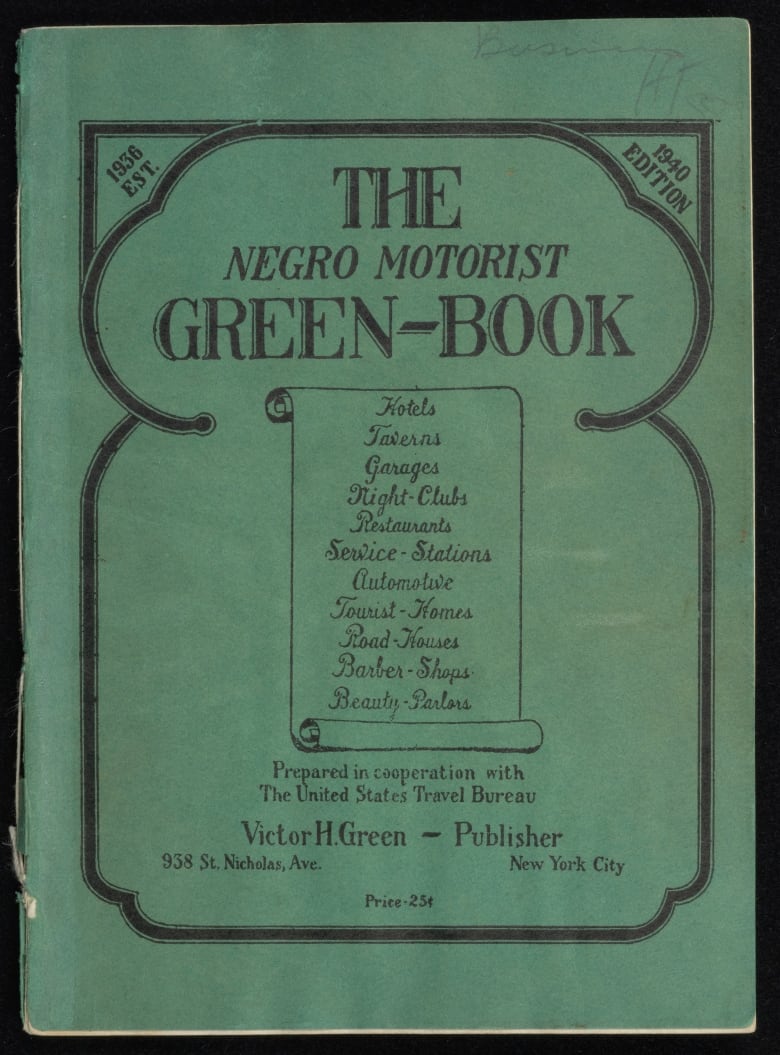 Business
1936
EST.
1940
EDITION
THE
NEGRO MOTORIST
GREEN-BOOK
Hotels
Taverns
Garages
Night-Clubs
Restaurants
Service-Stations
Automotive
Tourist-Homes
Road-Houses
Barber-Shops
Beauty-Parlors
Prepared in cooperation with
The United States Travel Bureau
Victor H. Green — Publisher
938 St. Nicholas, Ave. New York City
Price-25¢